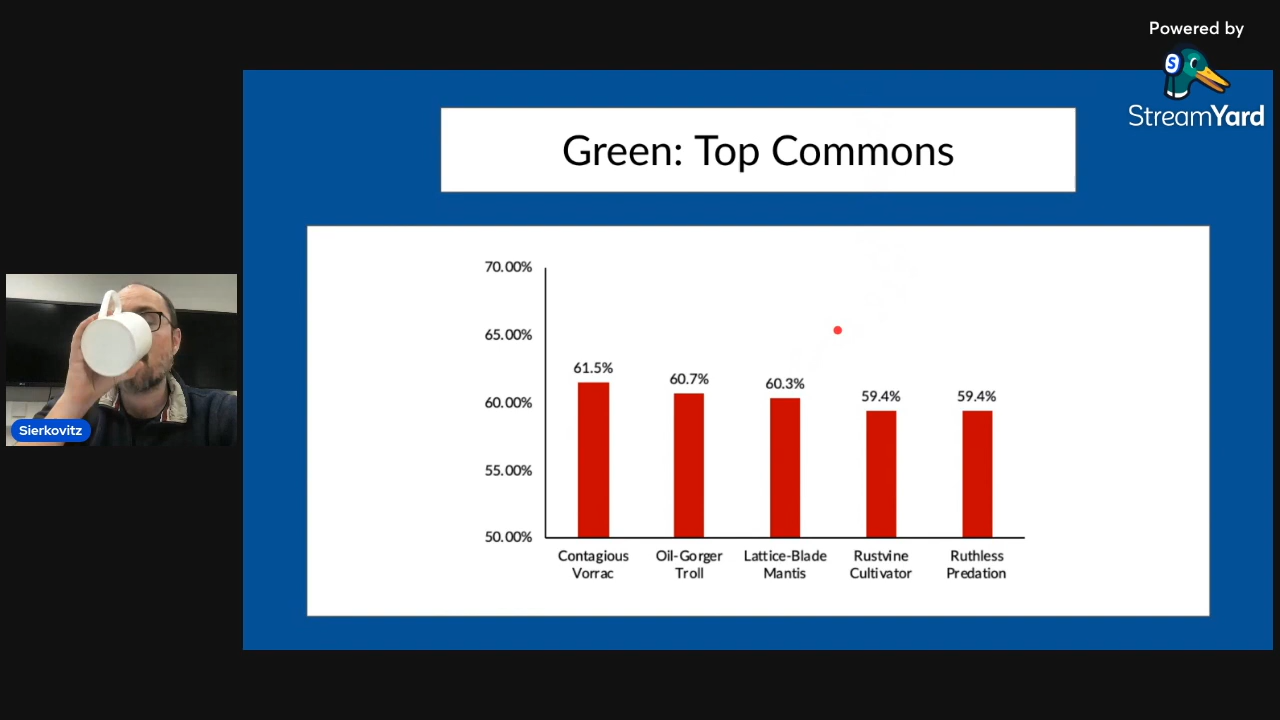 Powered by
StreamYard
Green: Top Commons
70.00%
65.00%
60.00%
55.00%
50.00%
61.5%
60.7%
60.3%
59.4%
59.4%
Contagious
Vorrac
Oil-Gorger
Troll
Lattice-Blade
Mantis
Rustvine
Cultivator
Ruthless
Predation
Sierkovitz